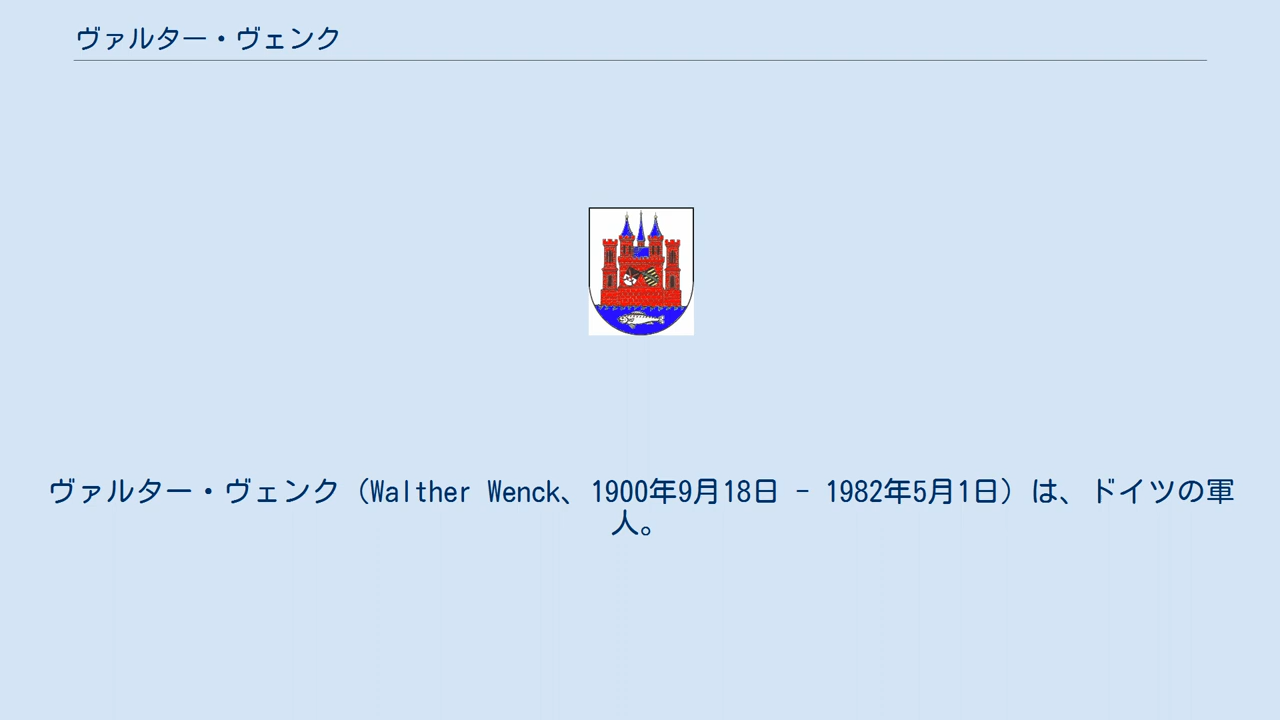 ヴァルター・ヴェンク
ヴァルター・ヴェンク（Walther Wenck、1900年9月18日 - 1982年5月1日）は、ドイツの軍
人。